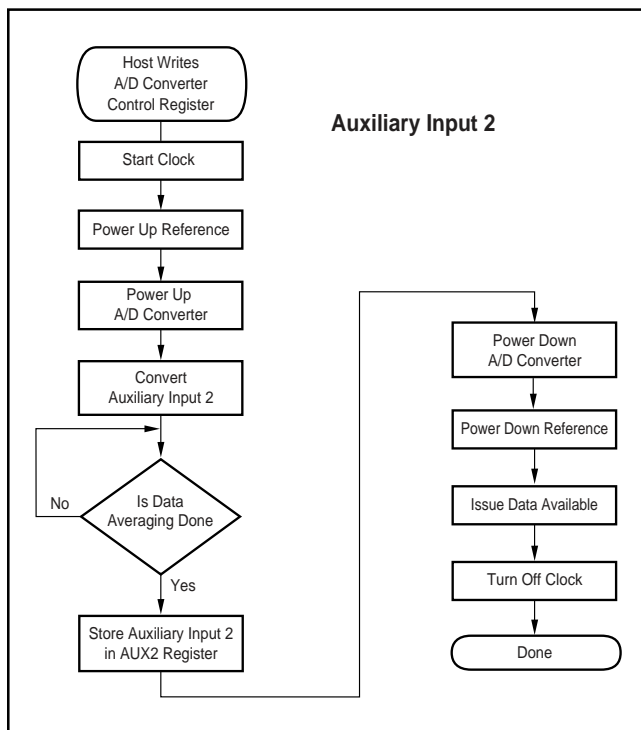 Host Writes
A/D Converter
Control Register
Auxiliary Input 2
Start Clock
Power Up Reference
Power Up
A/D Converter
Convert
Auxiliary Input 2
No
Is Data
Averaging Done
Yes
Store Auxiliary Input 2
in AUX2 Register
Power Down
A/D Converter
Power Down Reference
Issue Data Available
Turn Off Clock
Done